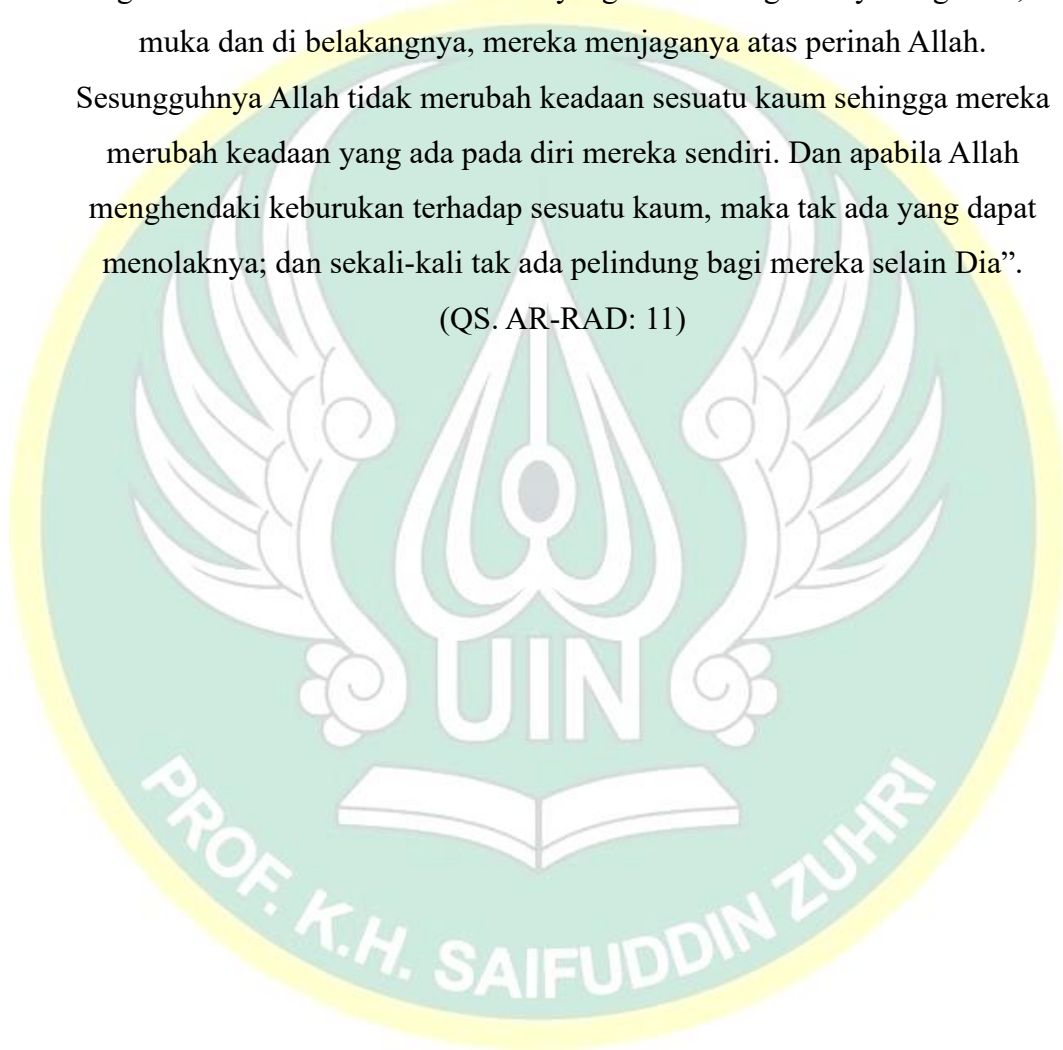 muka dan di belakangnya, mereka menjaganya atas perinah Allah.
Sesungguhnya Allah tidak merubah keadaan sesuatu kaum sehingga mereka
merubah keadaan yang ada pada diri mereka sendiri. Dan apabila Allah
menghendaki keburukan terhadap sesuatu kaum, maka tak ada yang dapat
menolaknya; dan sekali-kali tak ada pelindung bagi mereka selain Dia”.
(QS. AR-RAD: 11)
UIN
PROF. K.H. SAIFUDDIN ZUHRI